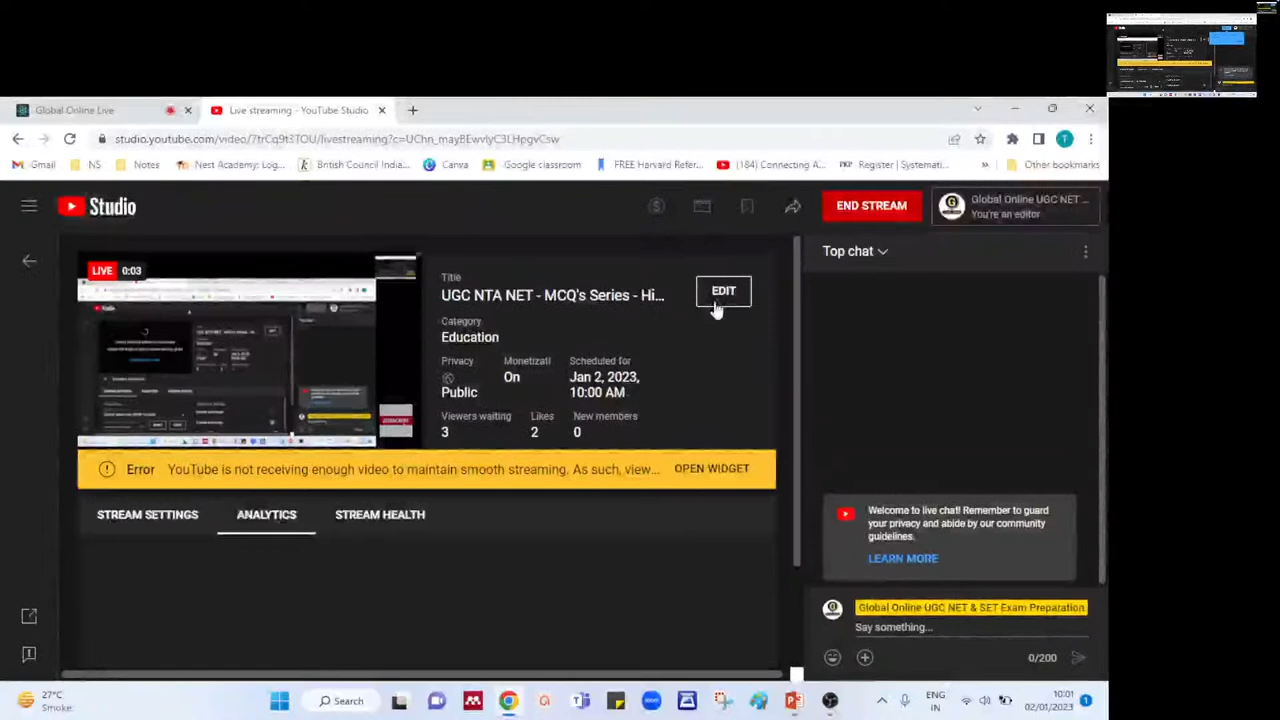 Global Online Live
Live streaming - YouTube Studio
studio.youtube.com/video/7trCq9t3TOU/livestreaming?c=UChn_mayBEwvlyC3LHpgvCsw
Gmail
NS
Notes
Nest Academy: Log...
British Council India...
Canva
Google classroom
FREE Harvard Refer...
(184) Connecting A...
PKP
Register | Systemati...
»
Other bookmarks
T
Studio
END STREAM
Global Online UGC NET ...
You're an editor
LIVE 0:03
Title
UGC NTA NET - MCQ's Series - Hi...
EDIT
Category
Education
Privacy
Monetizati
Scheduled for
Public
On
Jan 2, 2023,
10:00 AM
Viewers waiting
Likes
New members
3
2
0
Error YouTube is not receiving enough video to maintain smooth streaming. As such, view...
OPEN WIDGET
STREAM SETTINGS
ANALYTICS
STREAM HEALTH
Top chat
Welcome to live chat! Remember to guard
your privacy and abide by our community
guidelines.
LEARN MORE
Global Online UGC NET & SET Exam Preparation
Say something...
0/200
27°C
Smoke
Search
ENG
IN
10:01
02/01/2023
1